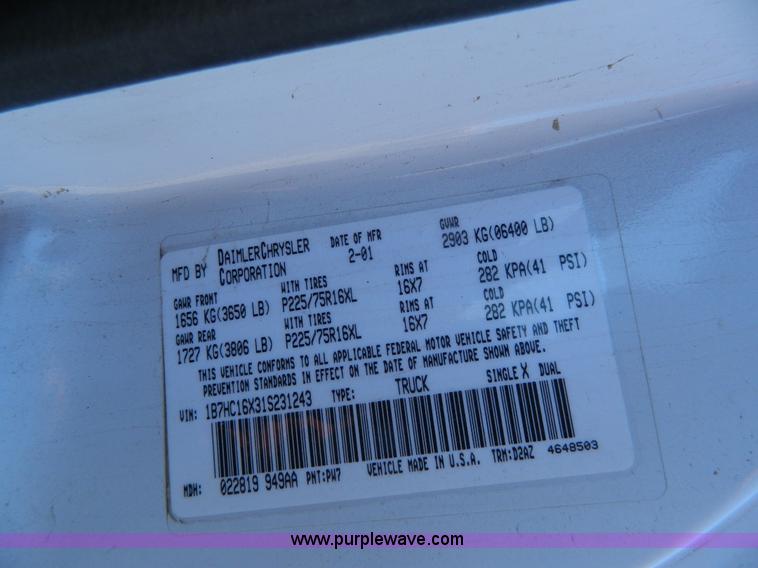 MFD BY DAIMLERCHRYSLER CORPORATION DATE OF MFR 2-01 GVWR 2903 KG(06400 LB)
GAWR FRONT WITH TIRES RIMS AT COLD
1656 KG(3650 LB) P225/75R16XL 16X7 282 KPA(41 PSI)
GAWR REAR WITH TIRES RIMS AT COLD
1727 KG(3806 LB) P225/75R16XL 16X7 282 KPA(41 PSI)
THIS VEHICLE CONFORMS TO ALL APPLICABLE FEDERAL MOTOR VEHICLE SAFETY AND THEFT
PREVENTION STANDARDS IN EFFECT ON THE DATE OF MANUFACTURE SHOWN ABOVE.
VIN: 1B7HC16X31S231243 TYPE: TRUCK SINGLE X DUAL
MDH: 022819 949AA PNT:PW7 VEHICLE MADE IN U.S.A. TRM:D2AZ 4648503
www.purplewave.com